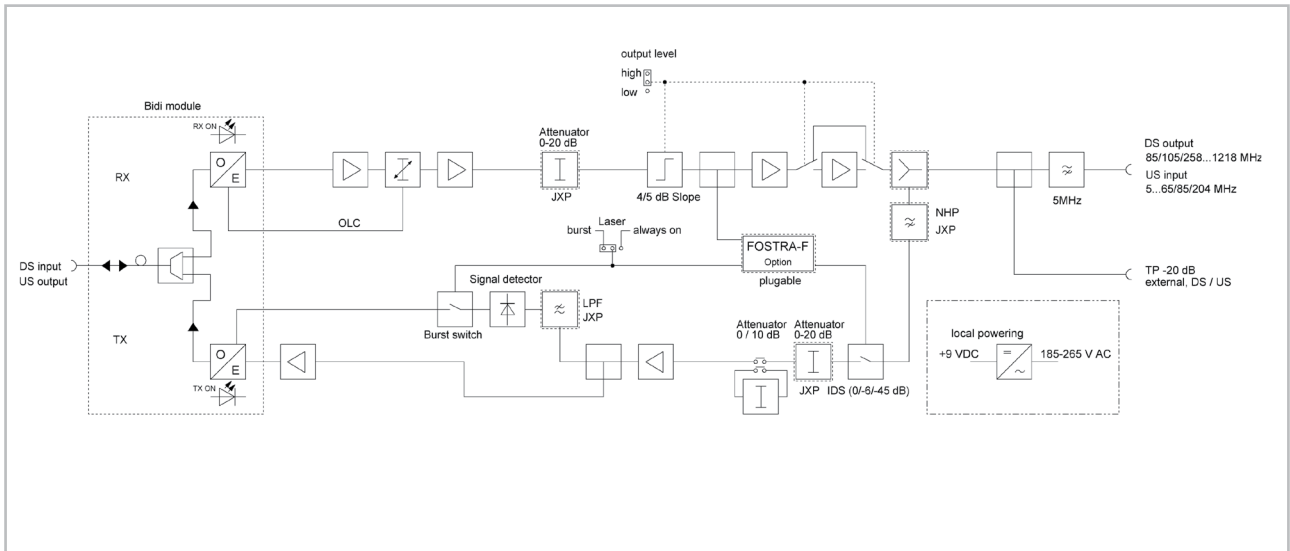 output level
high
low
Bidi module
RX ON
O
E
RX
Attenuator
0-20 dB
JXP
4/5 dB Slope
DS output
85/105/258...1218 MHz
US input
5...65/85/204 MHz
5MHz
OLC
NHP
JXP
Laser
burst
always on
FOSTRA-F
Option
plugable
DS input
US output
Signal detector
TP -20 dB
external, DS / US
LPF
JXP
Burst switch
TX
O
E
TX ON
Attenuator
0 / 10 dB
Attenuator
0-20 dB
JXP
IDS (0/-6/-45 dB)
local powering
+9 VDC
185-265 V AC